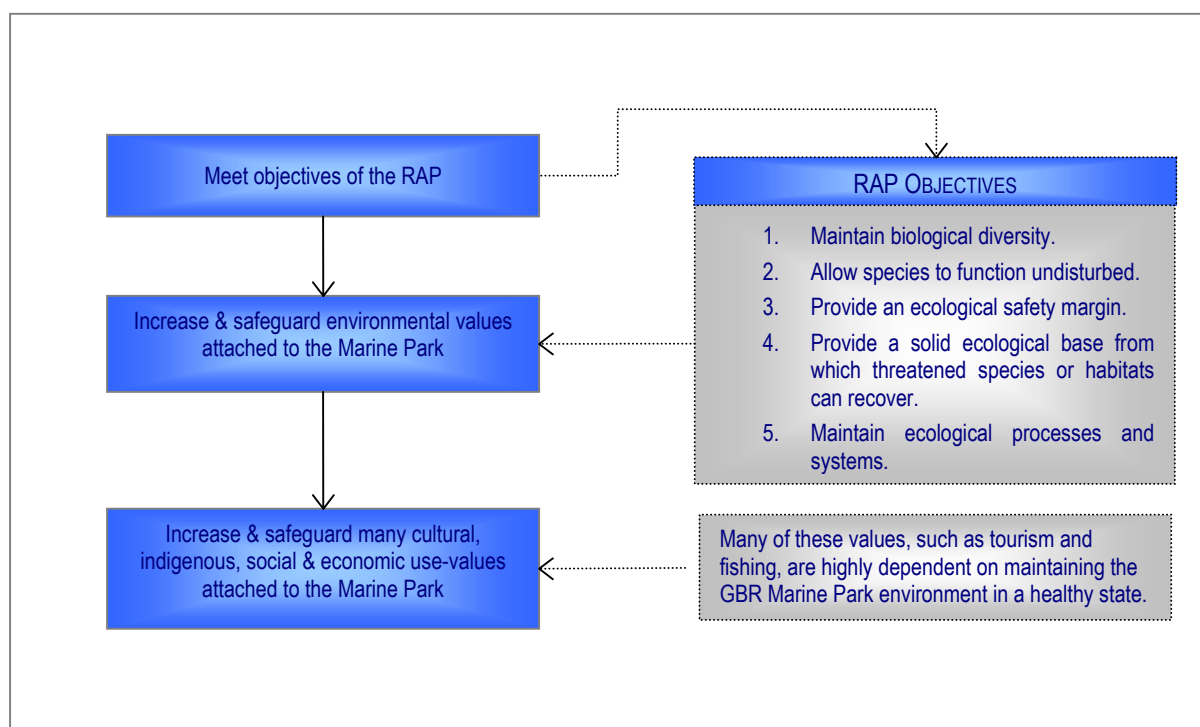 Meet objectives of the RAP
RAP OBJECTIVES
1. Maintain biological diversity.
2. Allow species to function undisturbed.
3. Provide an ecological safety margin.
4. Provide a solid ecological base from
which threatened species or habitats
can recover.
5. Maintain ecological processes and
systems.
Increase & safeguard environmental values
attached to the Marine Park
Increase & safeguard many cultural,
indigenous, social & economic use-values
attached to the Marine Park
Many of these values, such as tourism and
fishing, are highly dependent on maintaining the
GBR Marine Park environment in a healthy state.